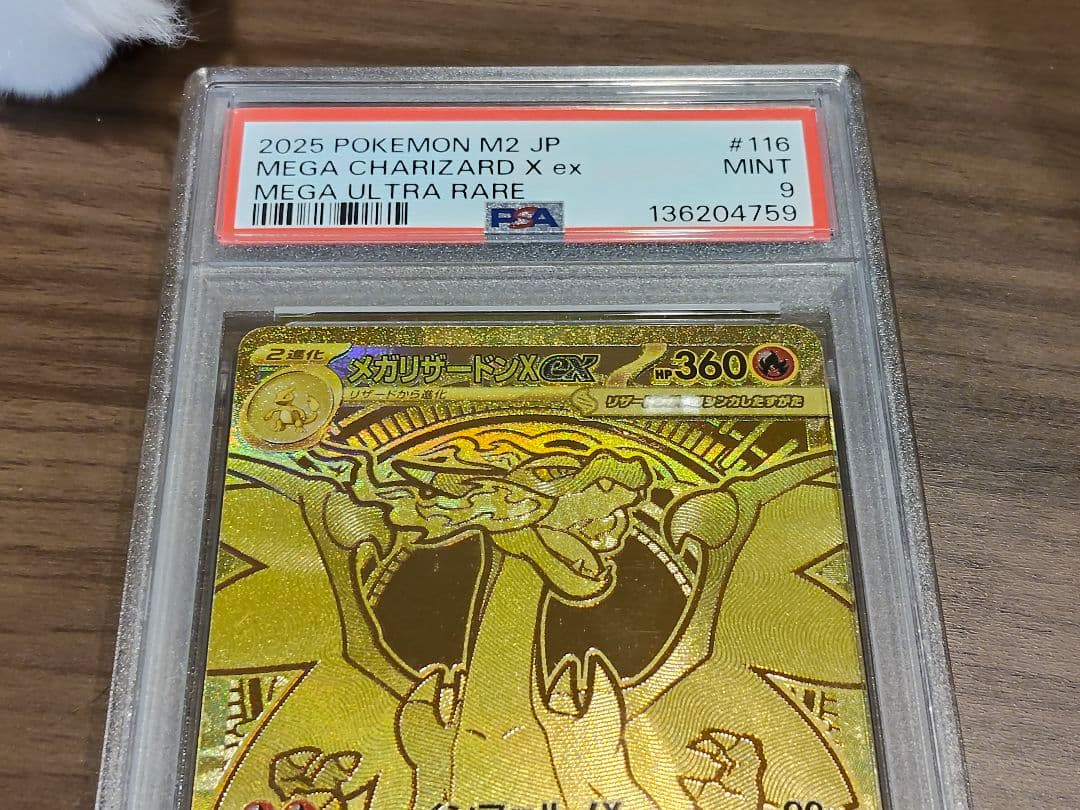 2025 POKEMON M2 JP #116
MEGA CHARIZARD X ex MINT
MEGA ULTRA RARE 9
PSA 136204759
2進化 メガリザードンXex HP360
リザードから進化